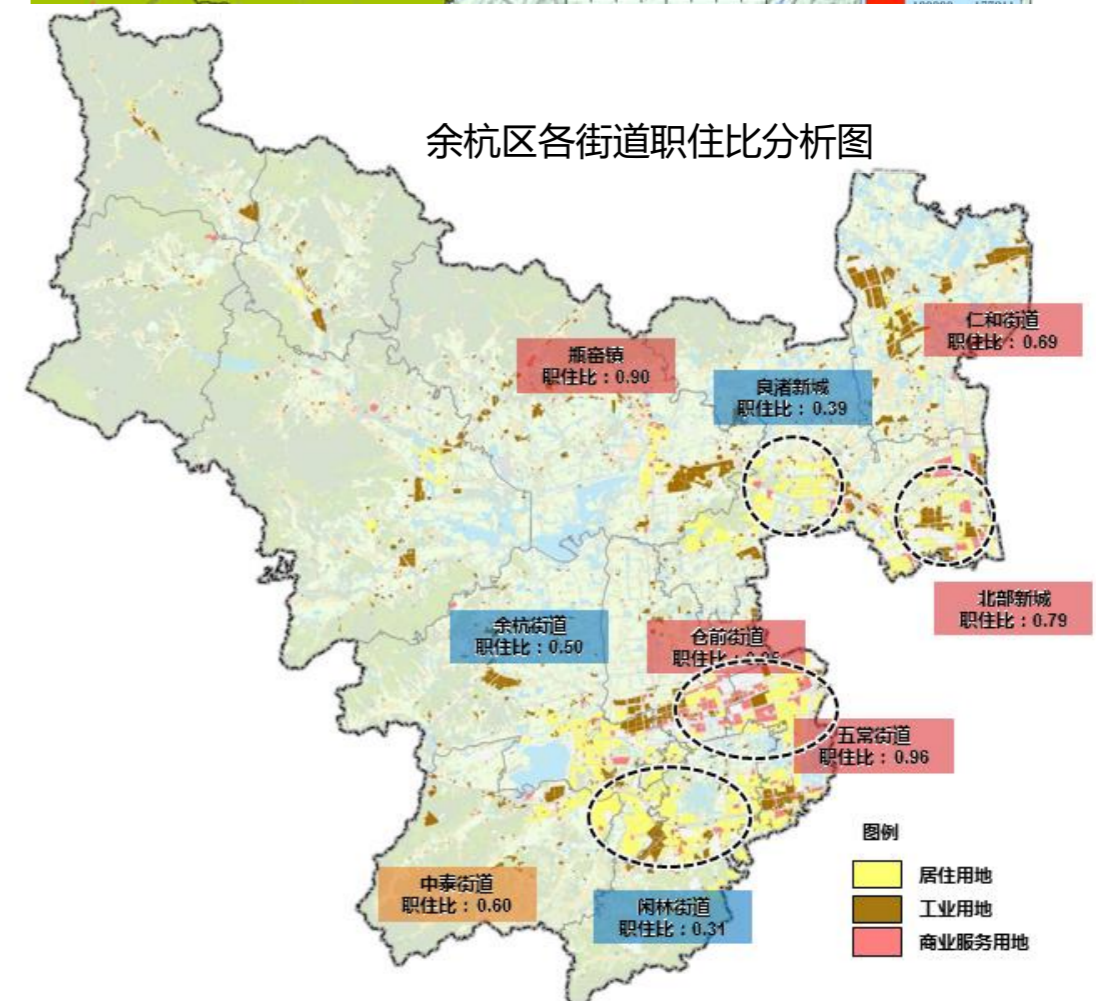 余杭区各街道职住比分析图
仁和街道
职住比：0.69
瓶窑镇
职住比：0.90
良渚新城
职住比：0.39
北部新城
职住比：0.79
余杭街道
职住比：0.50
仓前街道
职住比：
五常街道
职住比：0.96
中泰街道
职住比：0.60
闲林街道
职住比：0.31
图例
居住用地
工业用地
商业服务用地